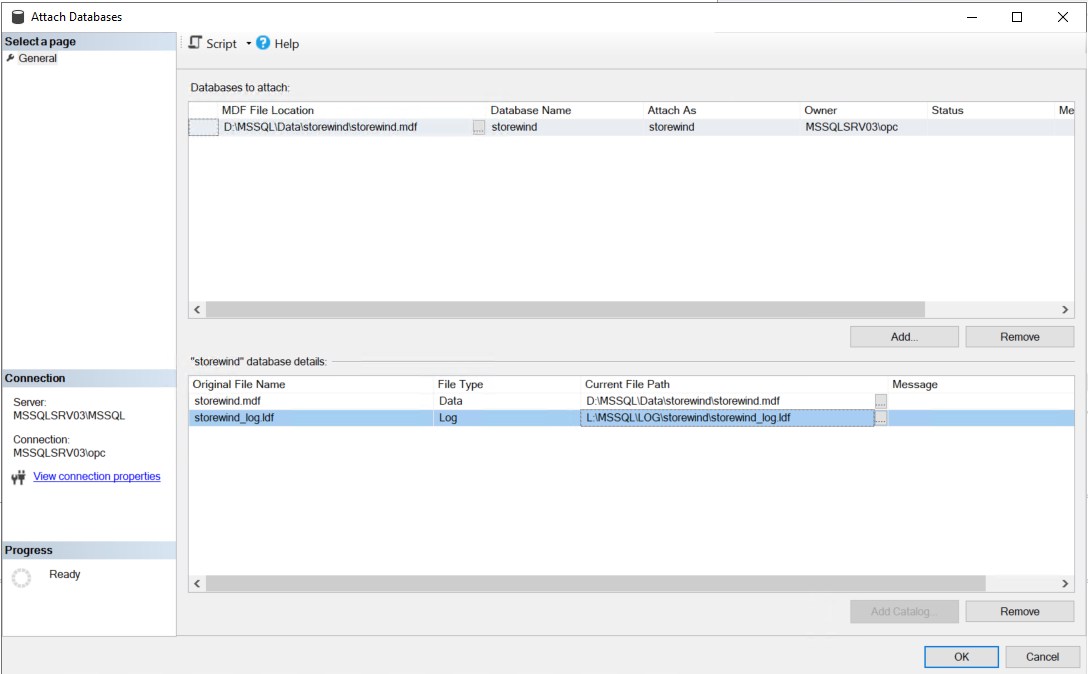 Attach Databases
Select a page
General
Script
Help
Databases to attach:
MDF File Location Database Name Attach As Owner Status Me
D:\MSSQL\Data\storewind\storewind.mdf ... storewind storewind MSSQLSRV03\opc
Add... Remove
"storewind" database details:
Original File Name File Type Current File Path Message
storewind.mdf Data D:\MSSQL\Data\storewind\storewind.mdf ...
storewind_log.ldf Log L:\MSSQL\LOG\storewind\storewind_log.ldf ...
Connection
Server:
MSSQLSRV03\MSSQL
Connection:
MSSQLSRV03\opc
View connection properties
Progress
Ready
Add Catalog... Remove
OK Cancel